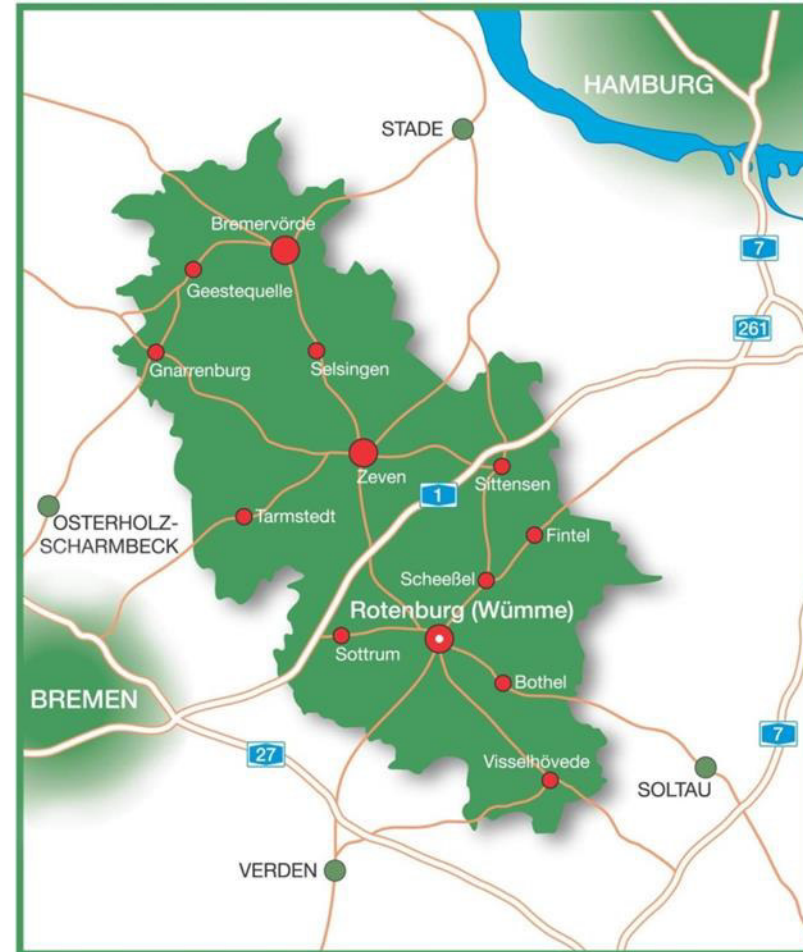 HAMBURG
STADE
Bremervörde
7
Geestequelle
261
Gnarrenburg
Selsingen
Zeven
Sittensen
1
OSTERHOLZ-
SCHARMBECK
Tarmstedt
Fintel
Scheeßel
Rotenburg (Wümme)
Sottrum
Bothel
BREMEN
7
27
Visselhövede
SOLTAU
VERDEN